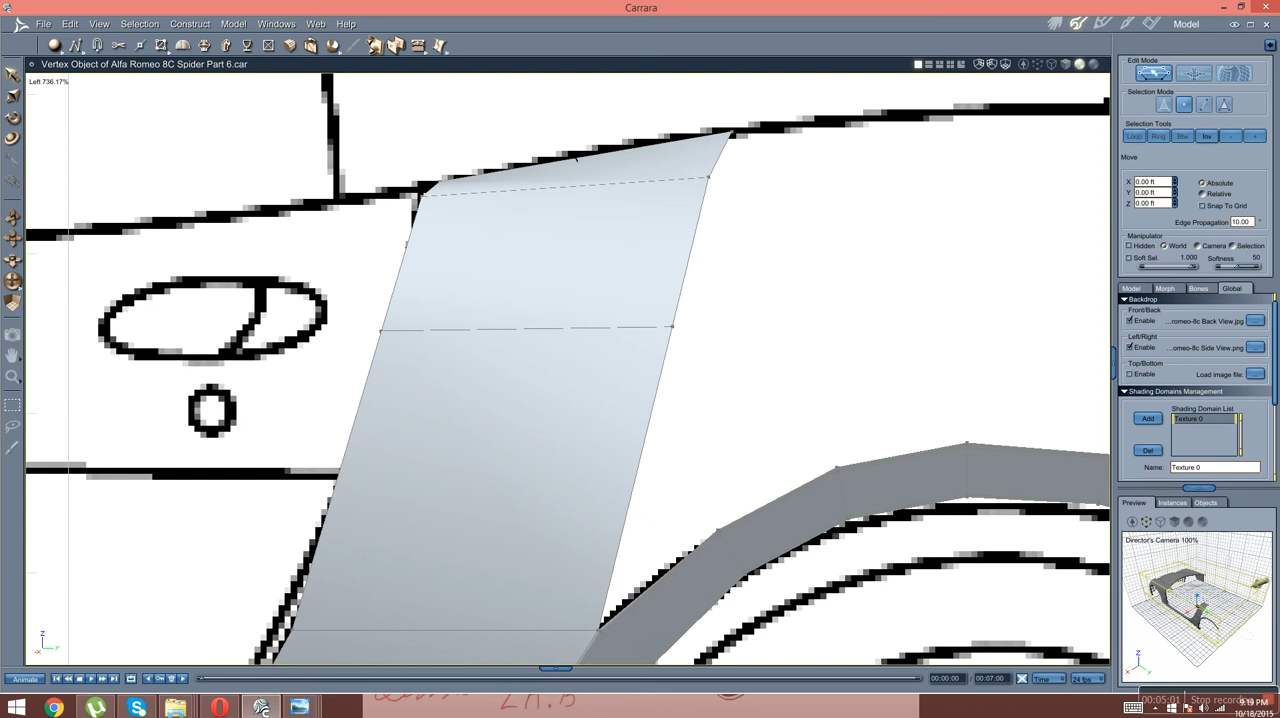 Carrara
File Edit View Selection Construct Model Windows Web Help
Model
Vertex Object of Alfa Romeo 8C Spider Part 6.car
Left 736.17%
Edit Mode
Selection Mode
Selection Tools
Loop Ring Btw Inv - +
Move
X 0.00 ft Absolute
Y 0.00 ft Relative
Z 0.00 ft Snap To Grid
Edge Propagation 10.00 °
Manipulator
Hidden World Camera Selection
Soft Sel. 1.000 Softness 50
Model Morph Bones Global
Backdrop
Front/Back
Enable ...romeo-8c Back View.jpg ...
Left/Right
Enable ...omeo-8c Side View.png ...
Top/Bottom
Enable Load image file: ...
Shading Domains Management
Shading Domain List
Add Texture 0
Del
Name: Texture 0
Preview Instances Objects
Director's Camera 100%
Z
-X Y
Z
X Y
Animate 00:00:00 00:07:00 Time 24 fps
00:05:01 Stop recording
9:19 PM
10/18/2015